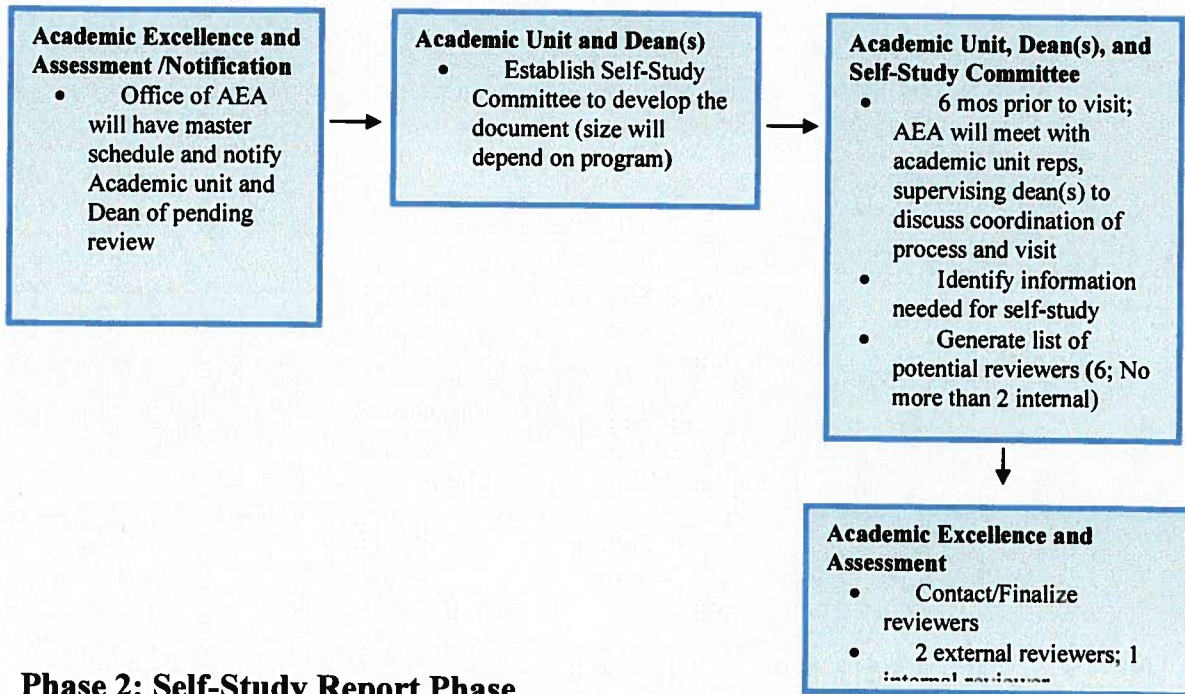 Academic Excellence and
Assessment /Notification
• Office of AEA
will have master
schedule and notify
Academic unit and
Dean of pending
review
Academic Unit and Dean(s)
• Establish Self-Study
Committee to develop the
document (size will
depend on program)
Academic Unit, Dean(s), and
Self-Study Committee
• 6 mos prior to visit;
AEA will meet with
academic unit reps,
supervising dean(s) to
discuss coordination of
process and visit
• Identify information
needed for self-study
• Generate list of
potential reviewers (6; No
more than 2 internal)
Academic Excellence and
Assessment
• Contact/Finalize
reviewers
• 2 external reviewers; 1
internal reviewer
Phase 2: Self-Study Report Phase